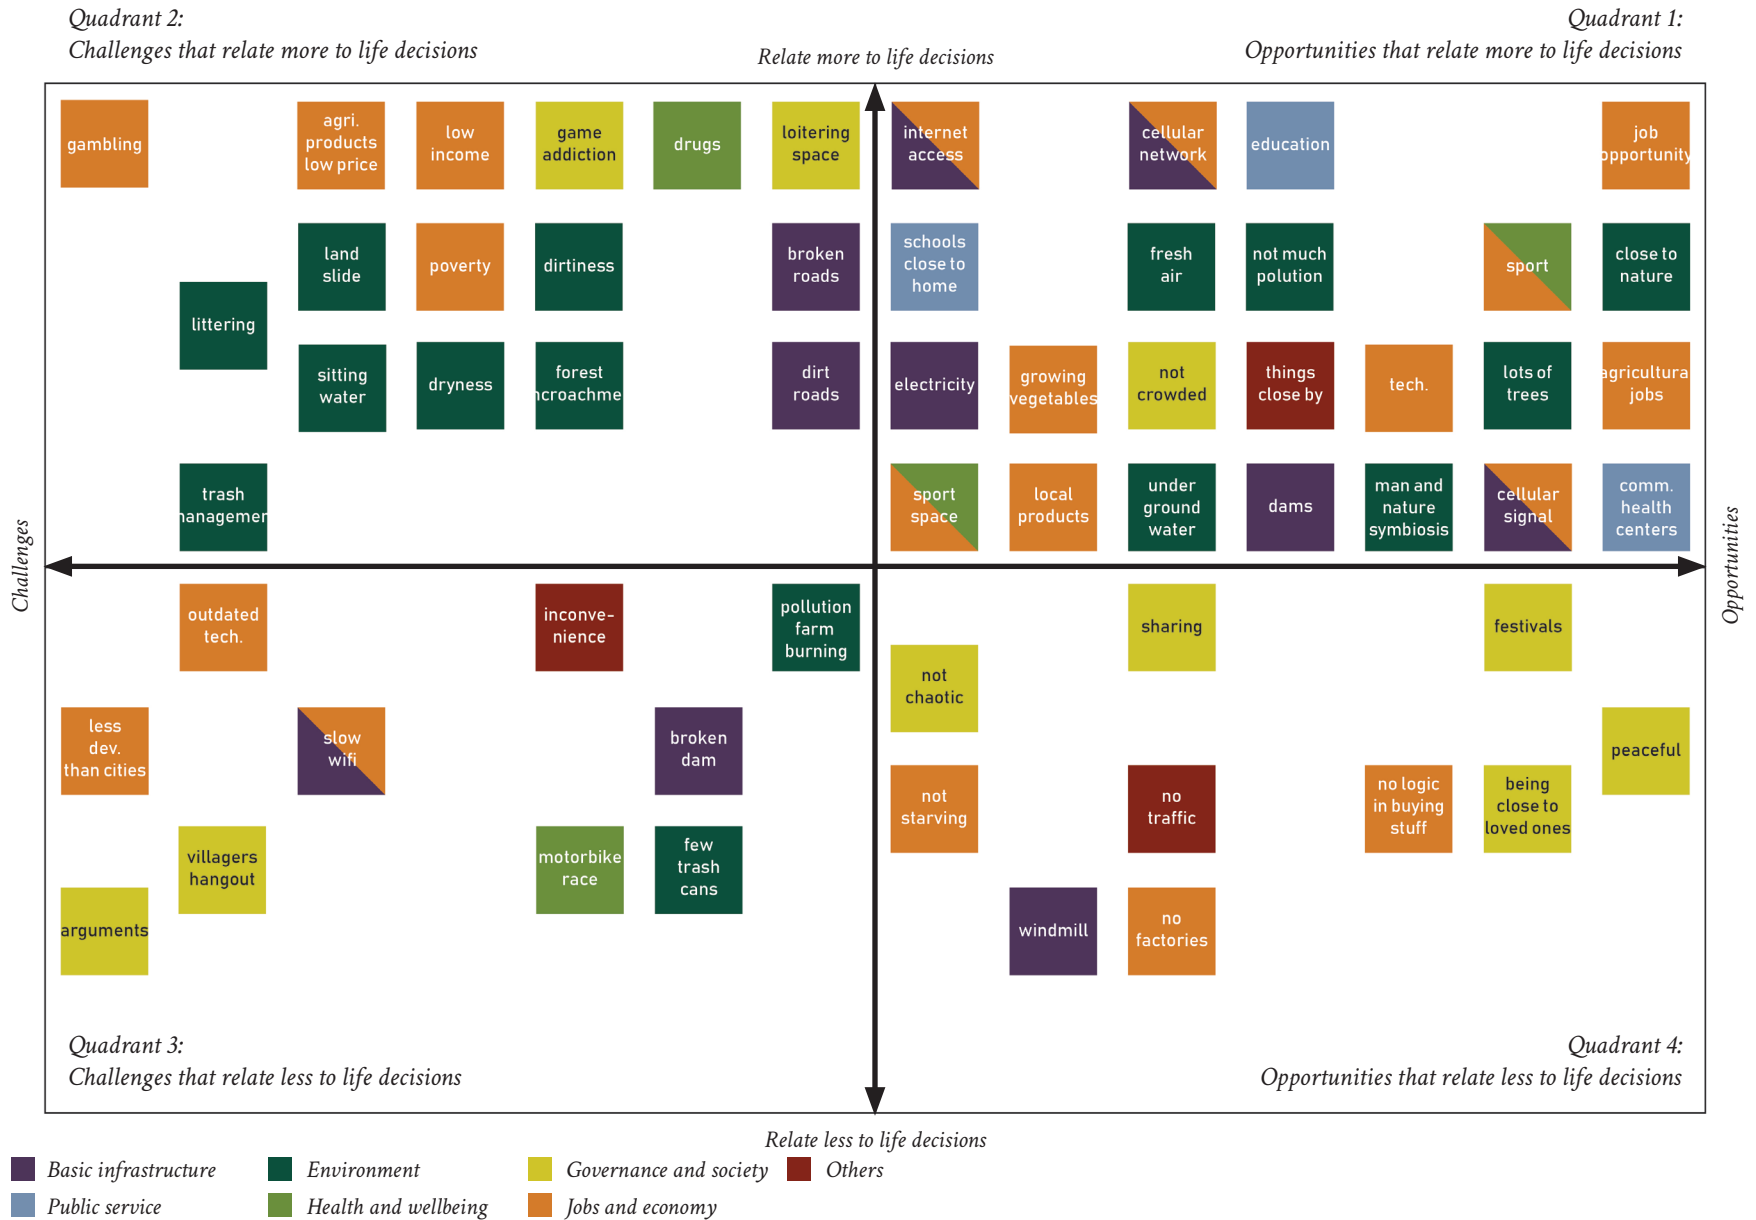 Quadrant 2:
Challenges that relate more to life decisions
Relate more to life decisions
Quadrant 1:
Opportunities that relate more to life decisions
gambling
agri.
products
low price
low
income
game
addiction
drugs
loitering
space
internet
access
cellular
network
education
job
opportunity
land
slide
poverty
dirtiness
broken
roads
schools
close to
home
fresh
air
not much
polution
sport
close to
nature
littering
sitting
water
dryness
forest
ncroachme
dirt
roads
electricity
growing
vegetables
not
crowded
things
close by
tech.
lots of
trees
agricultura
jobs
trash
nanagemer
sport
space
local
products
under
ground
water
dams
man and
nature
symbiosis
cellular
signal
comm.
health
centers
Challenges
Opportunities
outdated
tech.
inconve-
nience
pollution
farm
burning
not
chaotic
sharing
festivals
less
dev.
than cities
slow
wifi
broken
dam
peaceful
not
starving
no
traffic
no logic
in buying
stuff
being
close to
loved ones
villagers
hangout
motorbike
race
few
trash
cans
arguments
windmill
no
factories
Quadrant 3:
Challenges that relate less to life decisions
Quadrant 4:
Opportunities that relate less to life decisions
Relate less to life decisions
Basic infrastructure
Environment
Governance and society
Others
Public service
Health and wellbeing
Jobs and economy